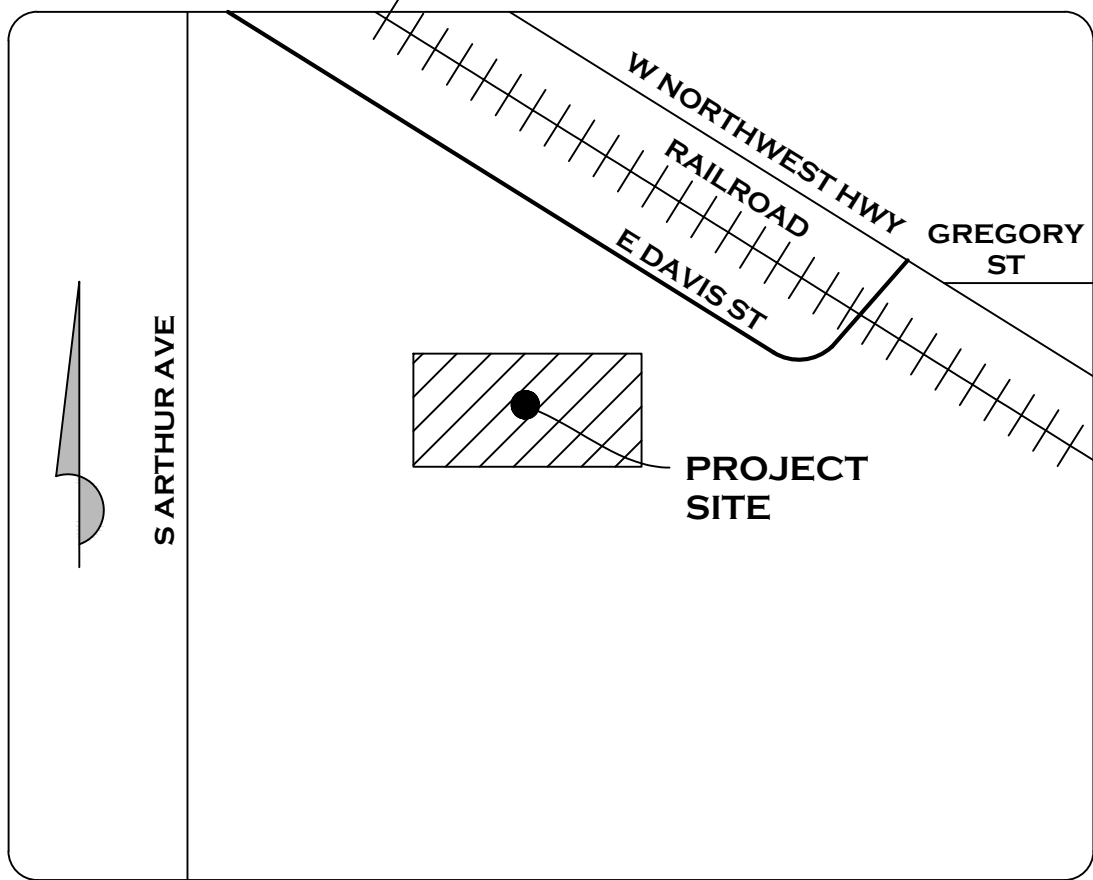 W NORTHWEST HWY
RAILROAD
E DAVIS ST
GREGORY
ST
S ARTHUR AVE
PROJECT
SITE